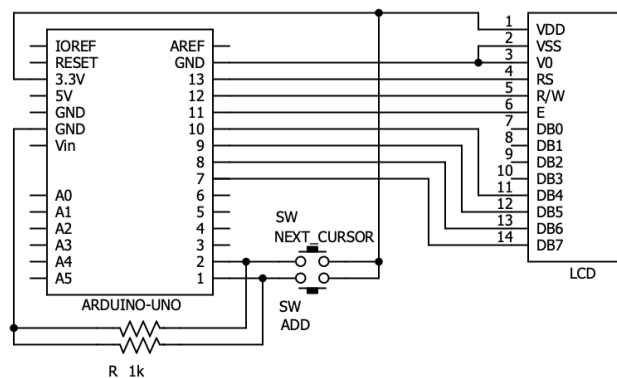 IOREF
RESET
3.3V
5V
GND
GND
Vin
A0
A1
A2
A3
A4
A5
AREF
GND
13
12
11
10
9
8
7
6
5
4
3
2
1
ARDUINO-UNO
R 1k
SW
NEXT_CURSOR
SW
ADD
1 VDD
2 VSS
3 V0
4 RS
5 R/W
6 E
7 DB0
8 DB1
9 DB2
10 DB3
11 DB4
12 DB5
13 DB6
14 DB7
LCD